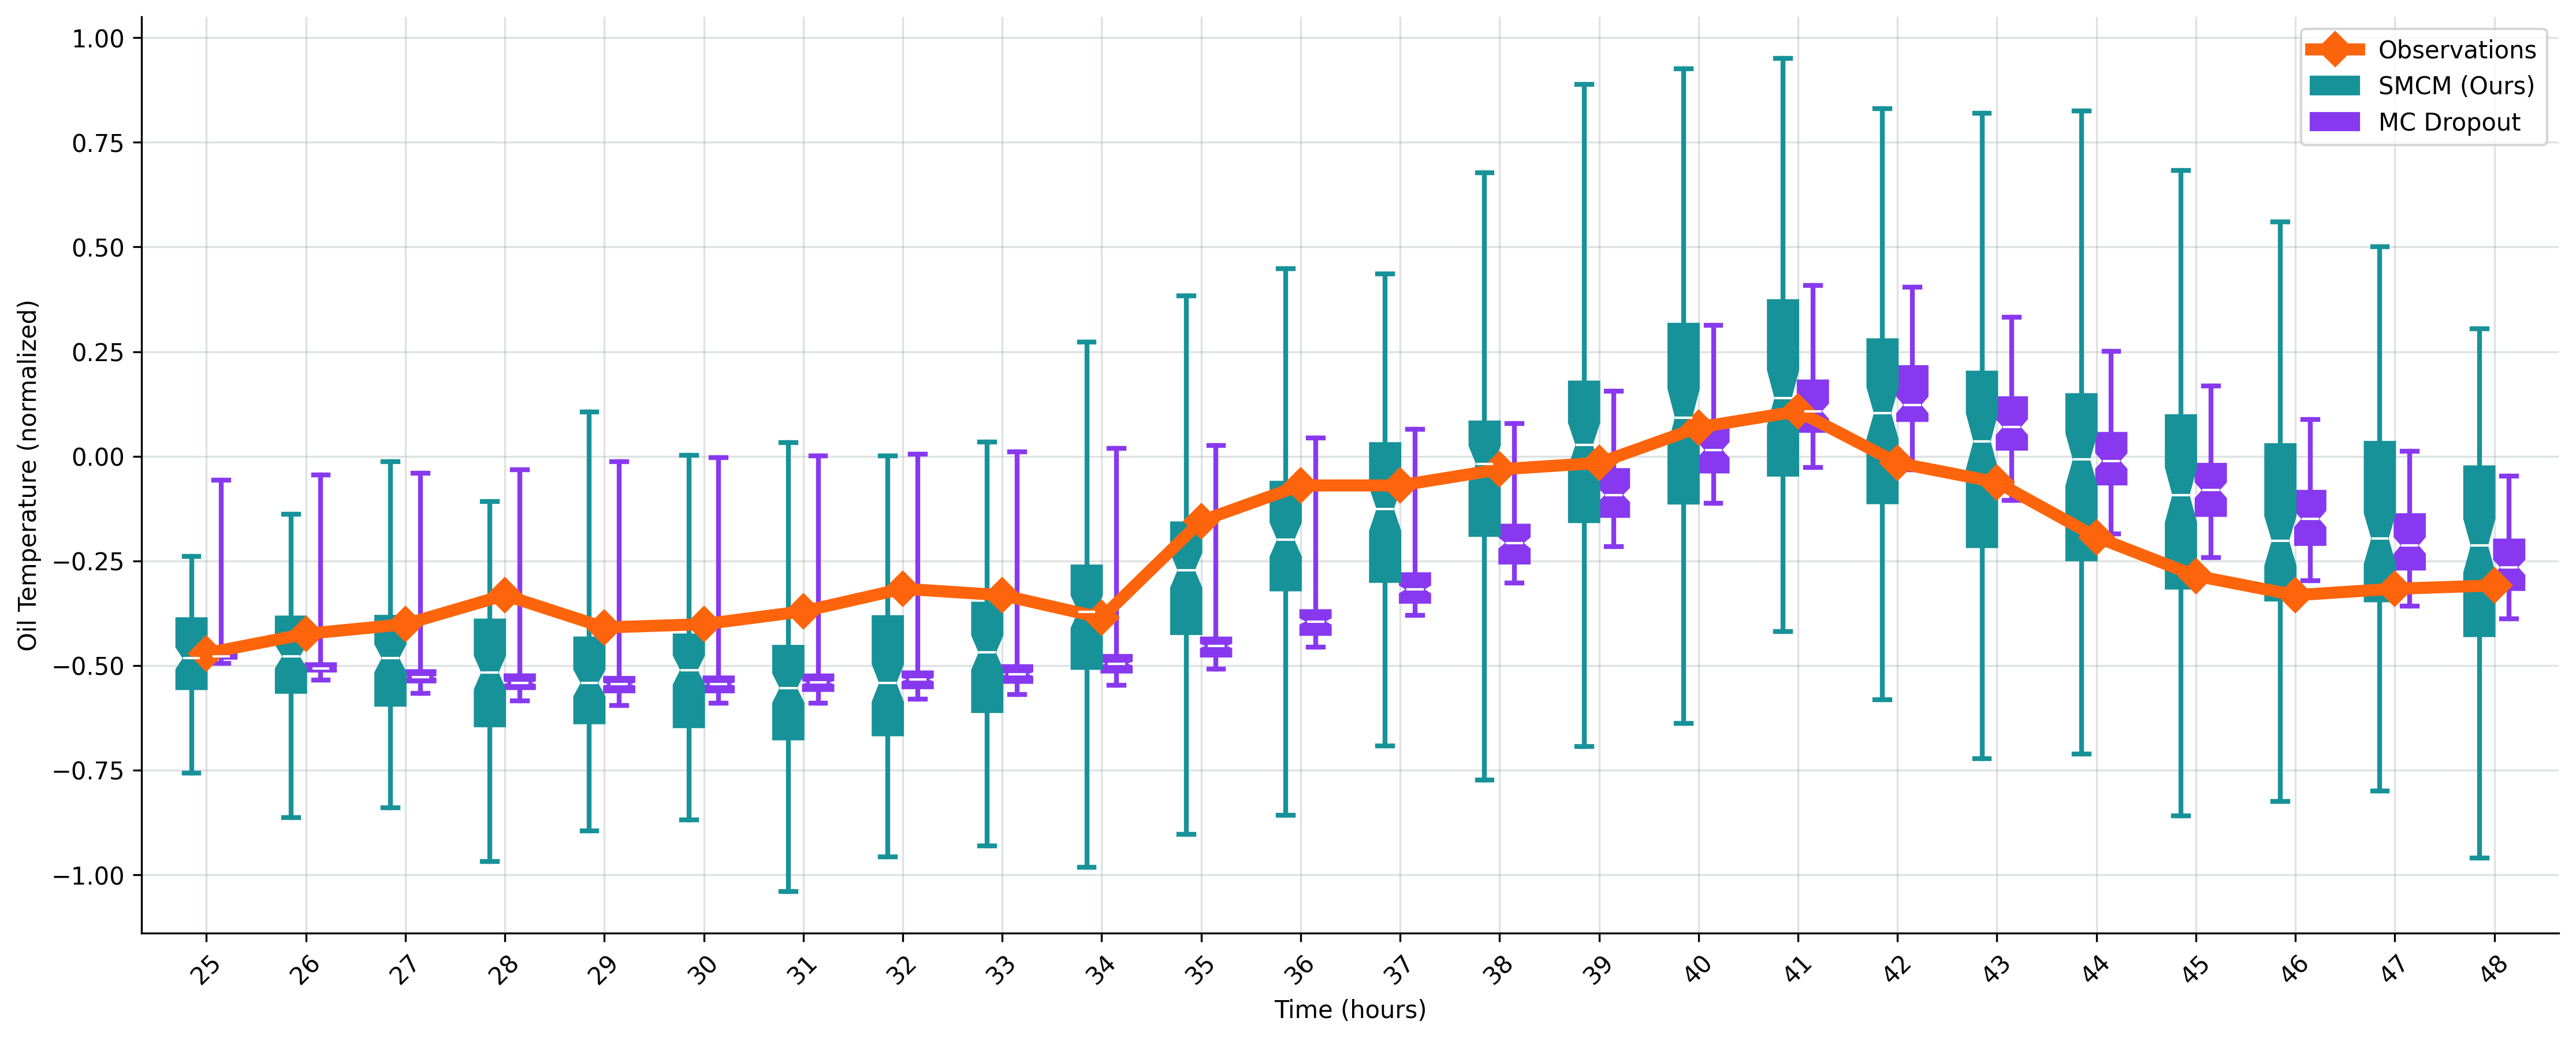 Observations
SMCM (Ours)
MC Dropout
Oil Temperature (normalized)
1.00
0.75
0.50
0.25
0.00
−0.25
−0.50
−0.75
−1.00
25 26 27 28 29 30 31 32 33 34 35 36 37 38 39 40 41 42 43 44 45 46 47 48
Time (hours)